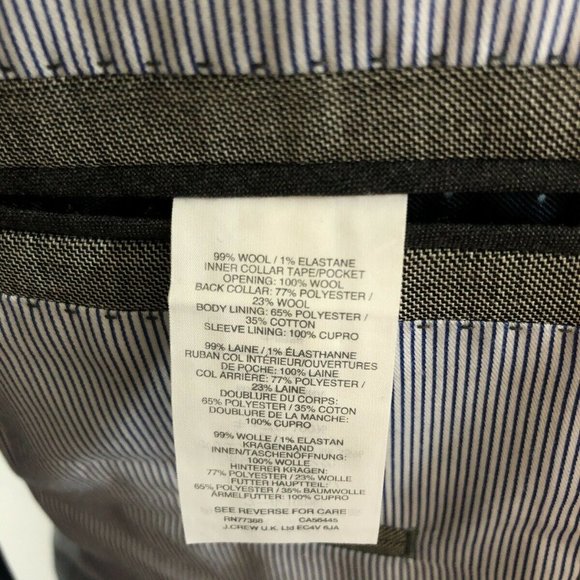 99% WOOL / 1% ELASTANE
INNER COLLAR TAPE/POCKET
OPENING: 100% WOOL
BACK COLLAR: 77% POLYESTER /
23% WOOL
BODY LINING: 65% POLYESTER /
35% COTTON
SLEEVE LINING: 100% CUPRO
99% LAINE / 1% ÉLASTHANNE
RUBAN COL INTÉRIEUR/OUVERTURES
DE POCHE: 100% LAINE
COL ARRIÈRE: 77% POLYESTER /
23% LAINE
DOUBLURE DU CORPS:
65% POLYESTER / 35% COTON
DOUBLURE DE LA MANCHE:
100% CUPRO
99% WOLLE / 1% ELASTAN
KRAGENBAND
INNEN/TASCHENÖFFNUNG:
100% WOLLE
HINTERER KRAGEN:
77% POLYESTER / 23% WOLLE
FUTTER HAUPTTEIL:
65% POLYESTER / 35% BAUMWOLLE
ÄRMELFUTTER: 100% CUPRO
SEE REVERSE FOR CARE
RN77388 CA56445
J.CREW U.K. Ltd EC4V 6JA